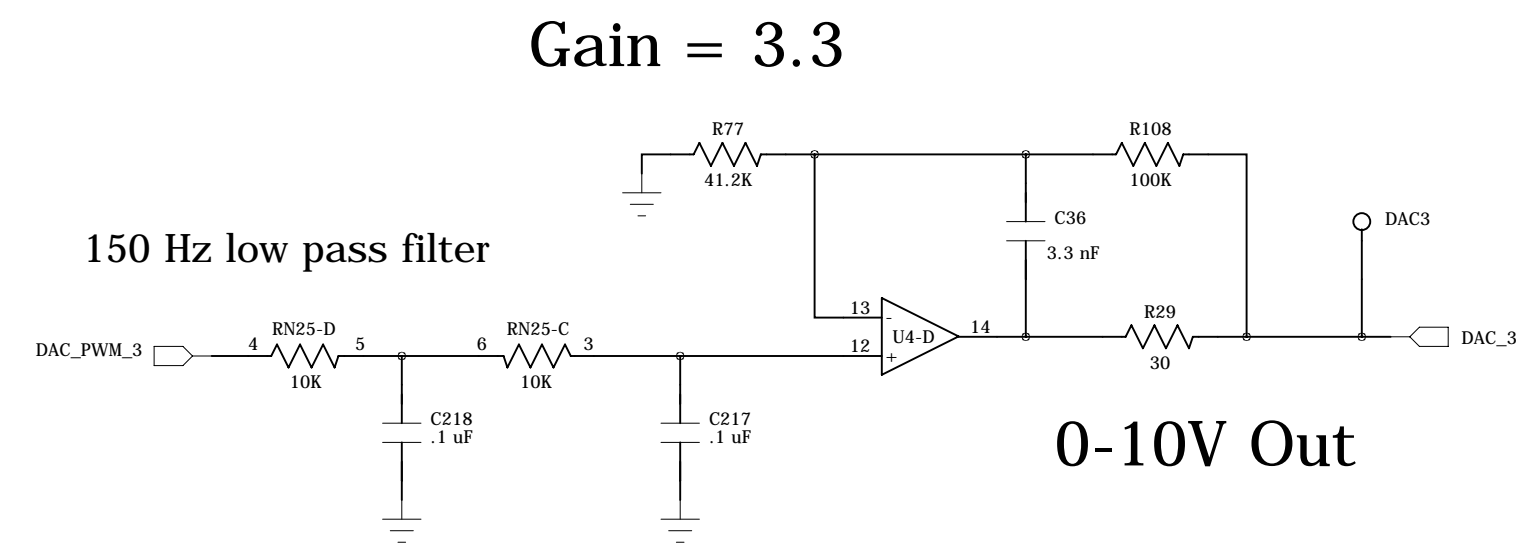 Gain = 3.3
R77
41.2K
R108
100K
C36
3.3 nF
DAC3
150 Hz low pass filter
DAC_PWM_3
4
RN25-D
5
10K
6
RN25-C
3
10K
13
-
U4-D
14
12
+
R29
30
DAC_3
C218
.1 uF
C217
.1 uF
0-10V Out